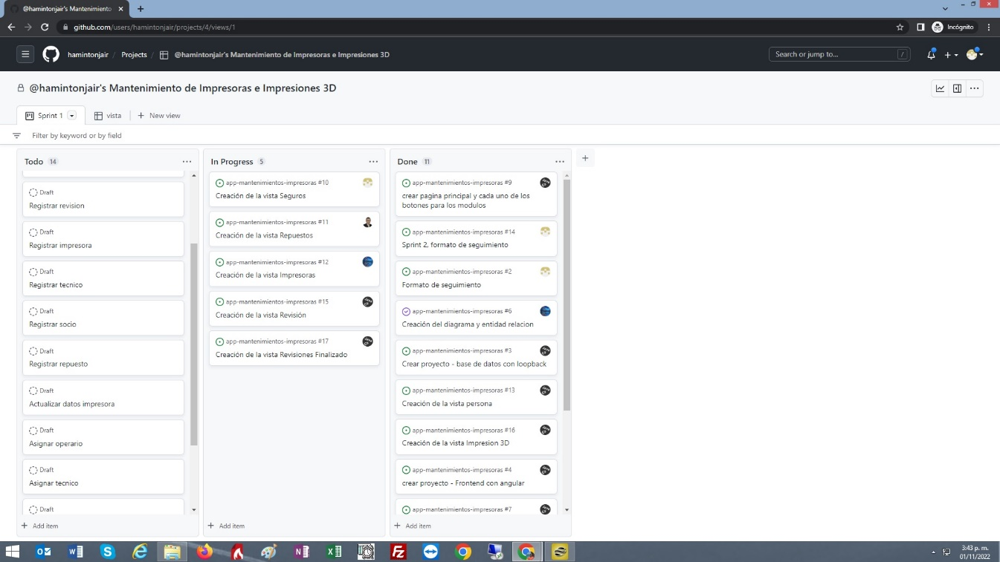 @hamintonjair's Mantenimiento
github.com/users/hamintonjair/projects/4/views/1
Incógnito
hamintonjair / Projects / @hamintonjair's Mantenimiento de Impresoras e Impresiones 3D
Search or jump to...
/
@hamintonjair's Mantenimiento de Impresoras e Impresiones 3D
Sprint 1
vista
New view
Filter by keyword or by field
Todo 14
Draft
Registrar revision
Draft
Registrar impresora
Draft
Registrar tecnico
Draft
Registrar socio
Draft
Registrar repuesto
Draft
Actualizar datos impresora
Draft
Asignar operario
Draft
Asignar tecnico
Draft
Add item
In Progress 5
app-mantenimientos-impresoras #10
Creación de la vista Seguros
app-mantenimientos-impresoras #11
Creación de la vista Repuestos
app-mantenimientos-impresoras #12
Creación de la vista Impresoras
app-mantenimientos-impresoras #15
Creación de la vista Revisión
app-mantenimientos-impresoras #17
Creación de la vista Revisiones Finalizado
Add item
Done 11
app-mantenimientos-impresoras #9
crear pagina principal y cada uno de los
botones para los modulos
app-mantenimientos-impresoras #14
Sprint 2, formato de seguimiento
app-mantenimientos-impresoras #2
Formato de seguimiento
app-mantenimientos-impresoras #6
Creación del diagrama y entidad relacion
app-mantenimientos-impresoras #3
Crear proyecto - base de datos con loopback
app-mantenimientos-impresoras #13
Creación de la vista persona
app-mantenimientos-impresoras #16
Creación de la vista Impresion 3D
app-mantenimientos-impresoras #4
crear proyecto - Frontend con angular
app-mantenimientos-impresoras #7
Add item
3:43 p. m.
01/11/2022